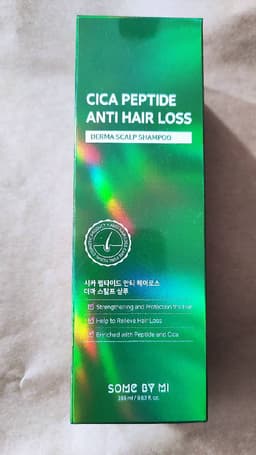 CICA PEPTIDE
ANTI HAIR LOSS
DERMA SCALP SHAMPOO
시카 펩타이드 안티 헤어로스
더마 스칼프 샴푸
Strengthening and Protection the Hair
Help to Relieve Hair Loss
Enriched with Peptide and Cica
SOME BY MI